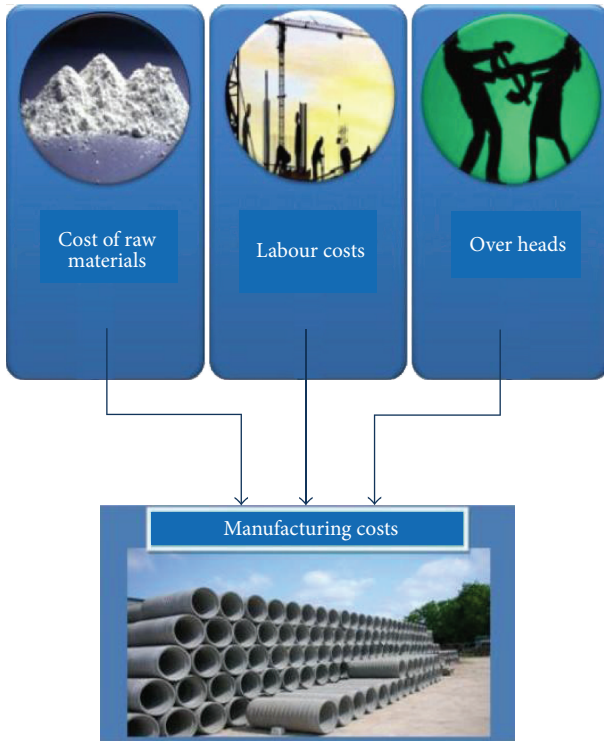 Cost of raw
materials
Labour costs
Over heads
Manufacturing costs